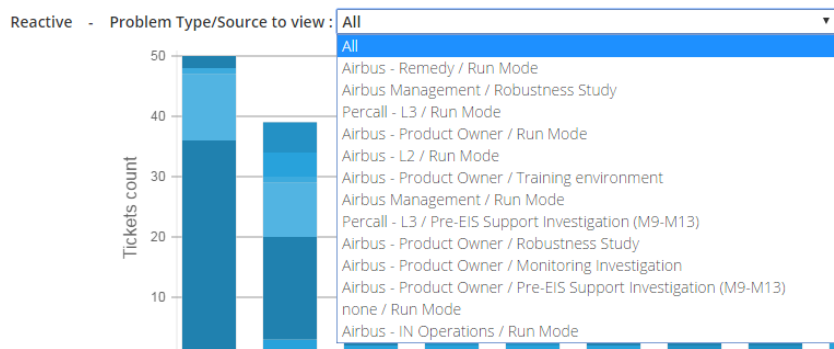 Reactive - Problem Type/Source to view : All
All
Airbus - Remedy / Run Mode
Airbus Management / Robustness Study
Percall - L3 / Run Mode
Airbus - Product Owner / Run Mode
Airbus - L2 / Run Mode
Airbus - Product Owner / Training environment
Airbus Management / Run Mode
Percall - L3 / Pre-EIS Support Investigation (M9-M13)
Airbus - Product Owner / Robustness Study
Airbus - Product Owner / Monitoring Investigation
Airbus - Product Owner / Pre-EIS Support Investigation (M9-M13)
none / Run Mode
Airbus - IN Operations / Run Mode
Tickets count
50
40
30
20
10